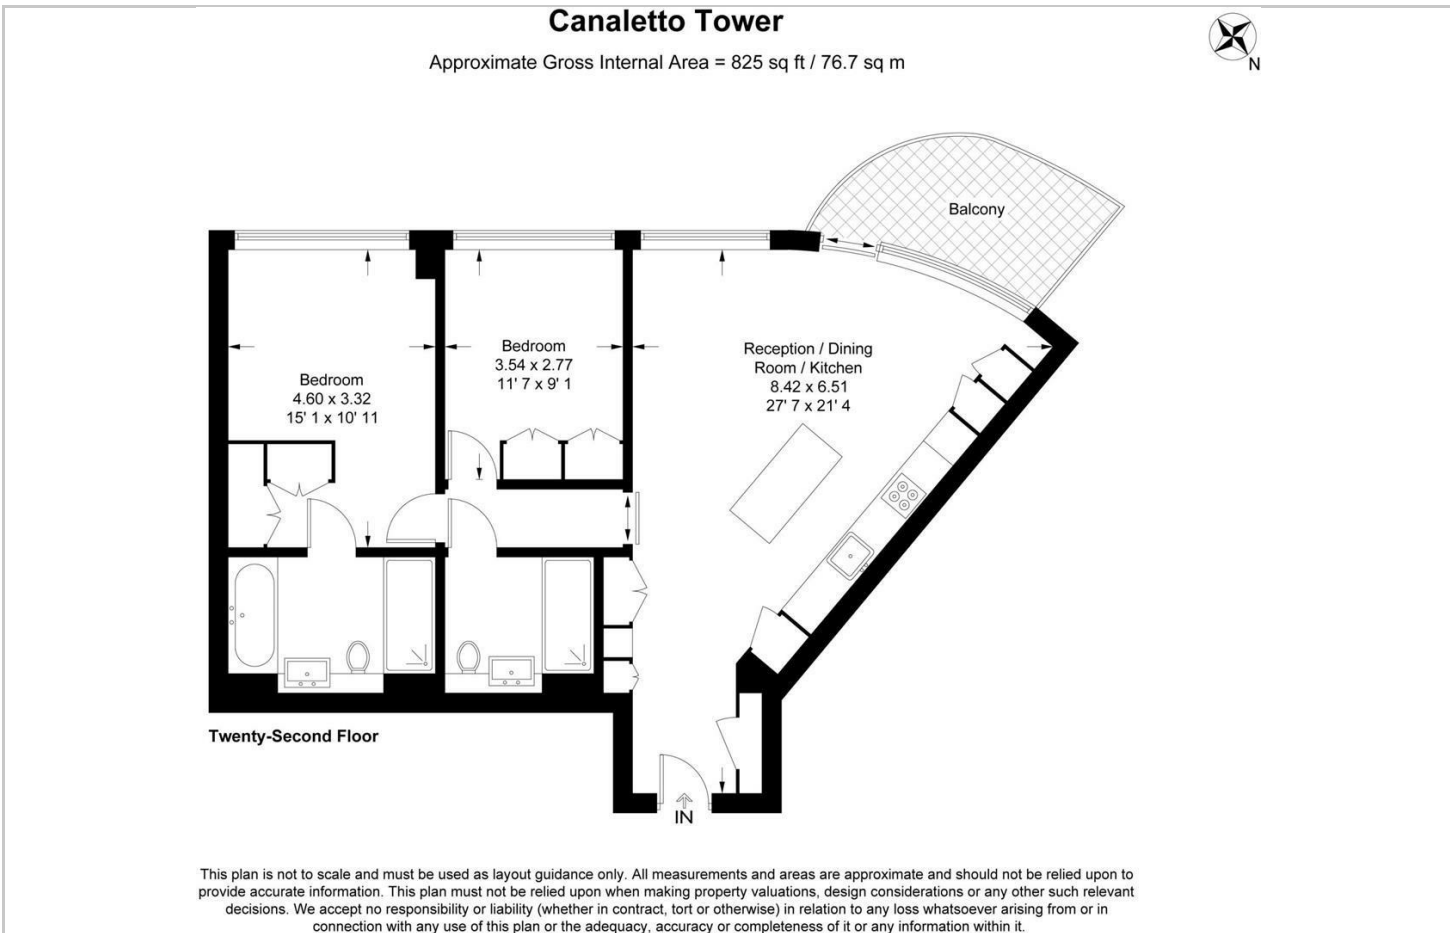 Canaletto Tower
Approximate Gross Internal Area = 825 sq ft / 76.7 sq m
N
Balcony
Bedroom
4.60 x 3.32
15' 1 x 10' 11
Bedroom
3.54 x 2.77
11' 7 x 9' 1
Reception / Dining
Room / Kitchen
8.42 x 6.51
27' 7 x 21' 4
Twenty-Second Floor
IN
This plan is not to scale and must be used as layout guidance only. All measurements and areas are approximate and should not be relied upon to
provide accurate information. This plan must not be relied upon when making property valuations, design considerations or any other such relevant
decisions. We accept no responsibility or liability (whether in contract, tort or otherwise) in relation to any loss whatsoever arising from or in
connection with any use of this plan or the adequacy, accuracy or completeness of it or any information within it.